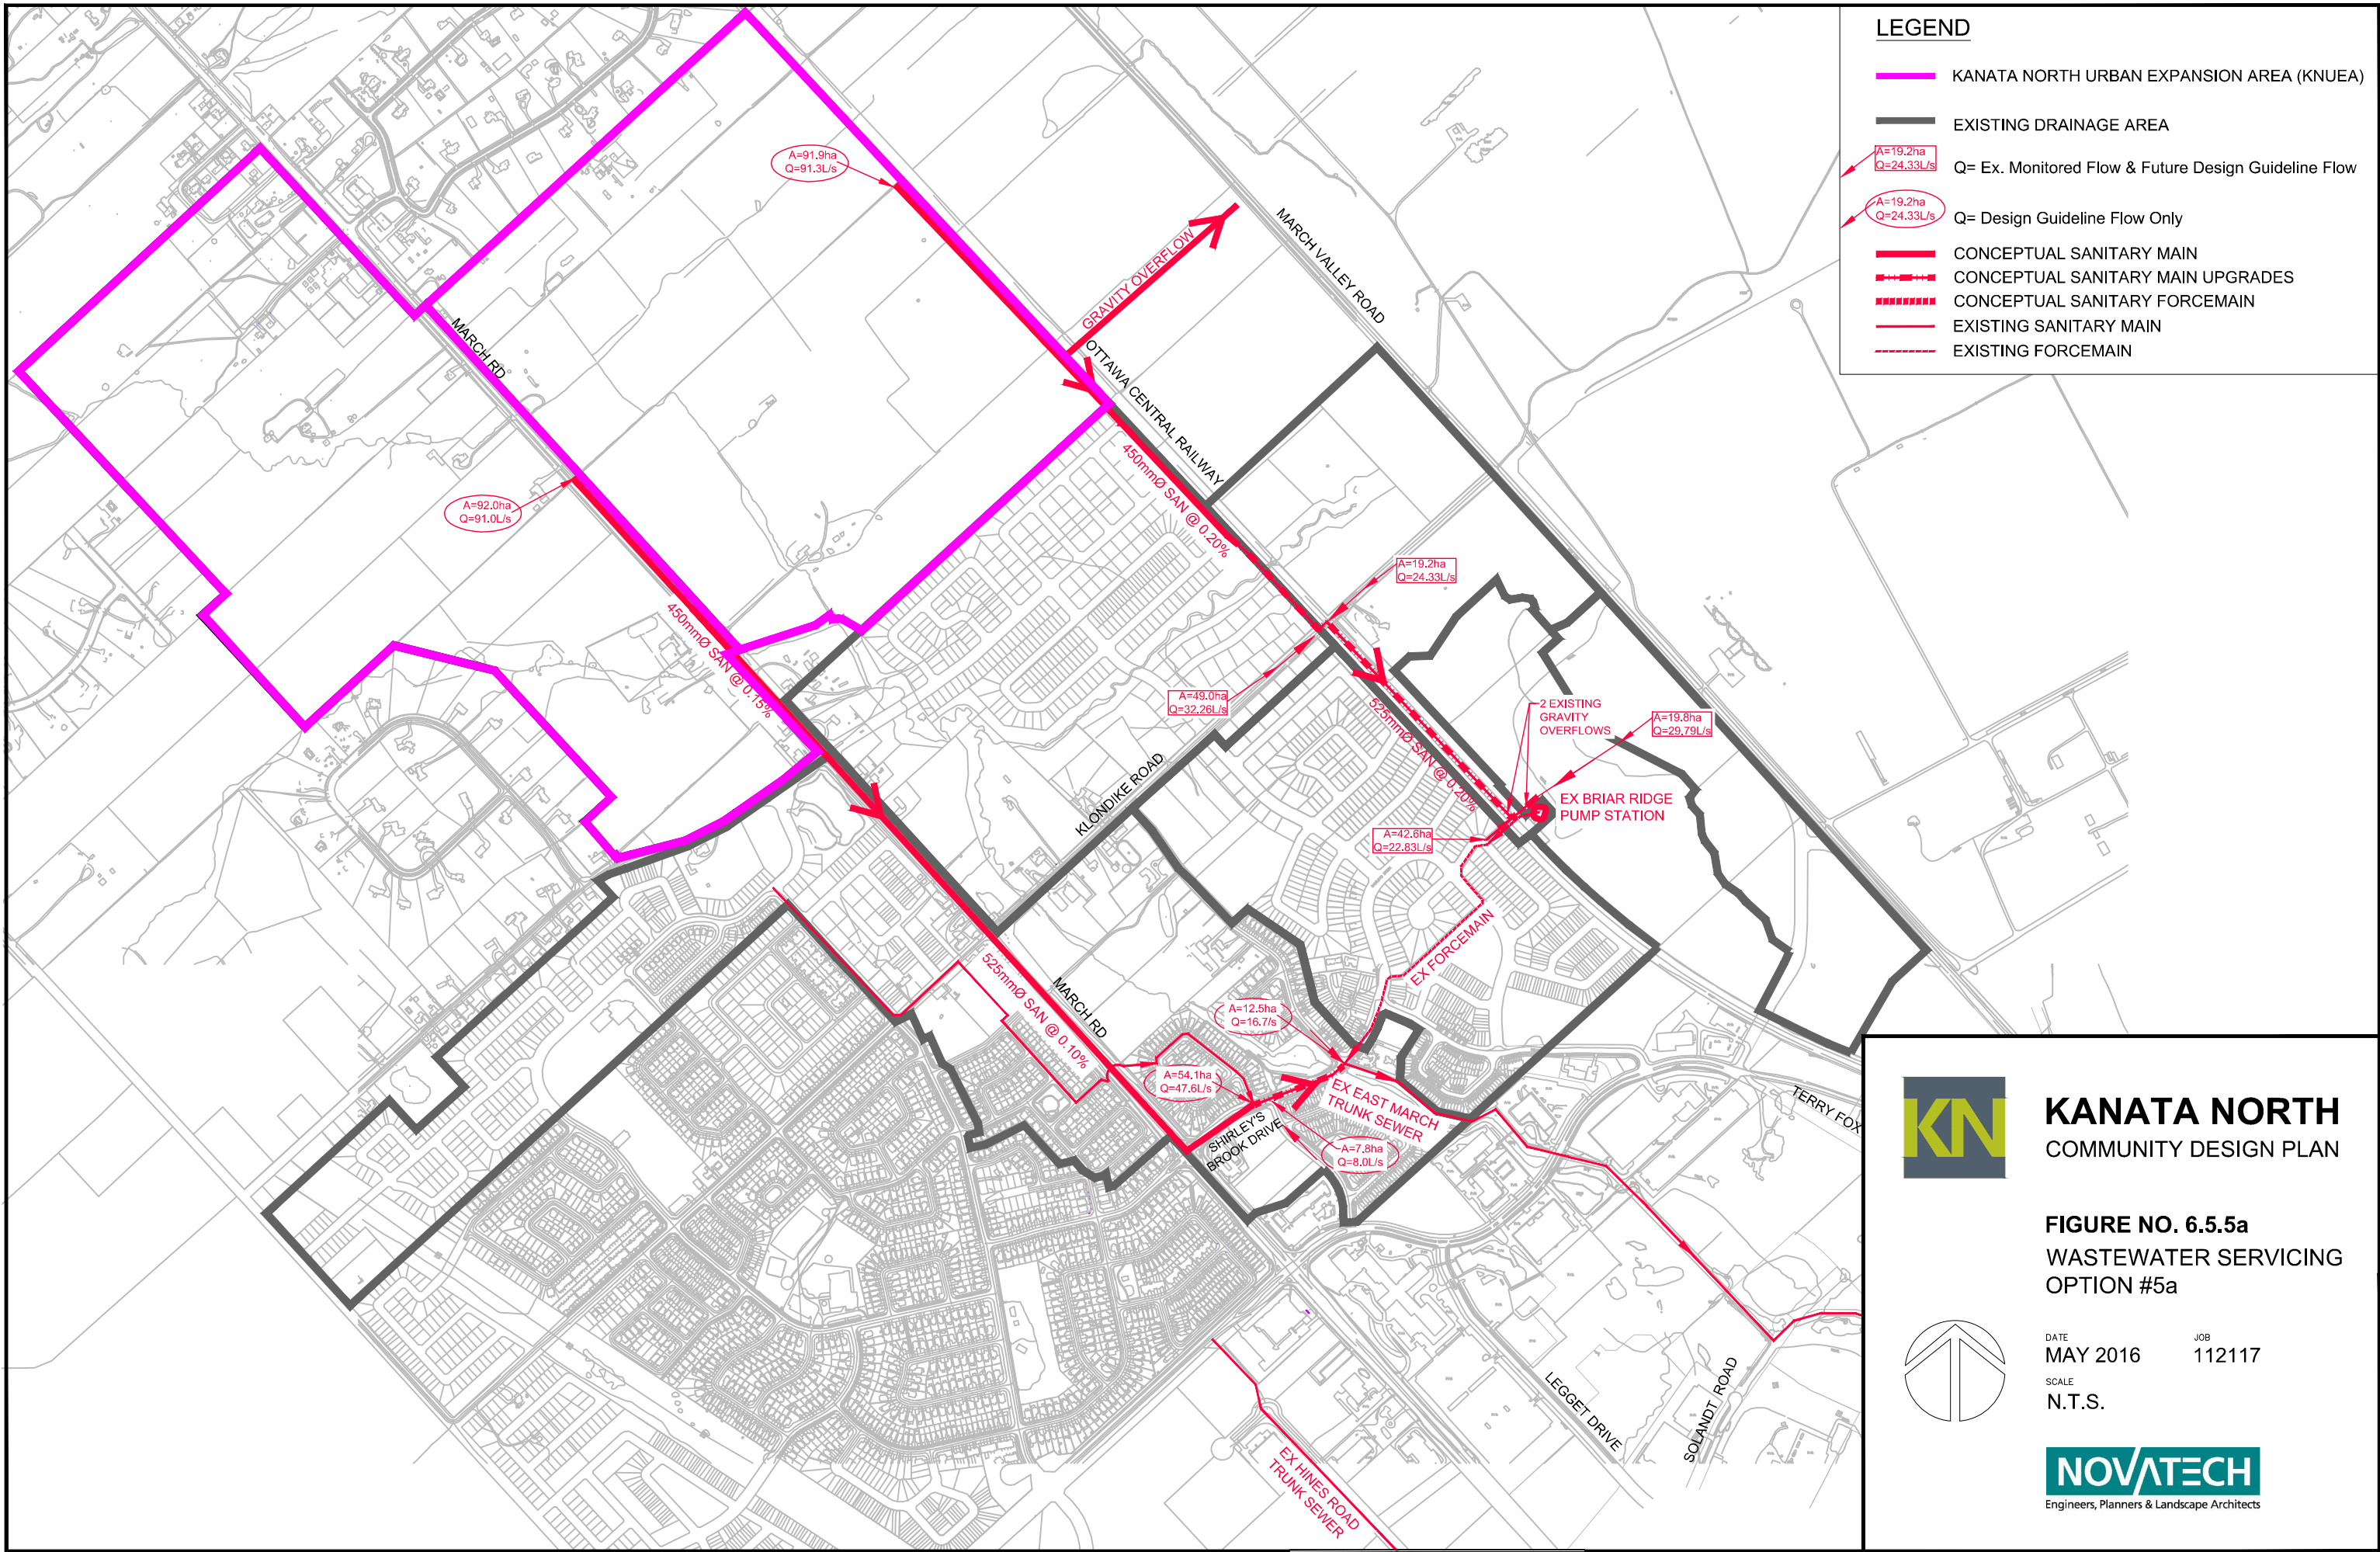 LEGEND
KANATA NORTH URBAN EXPANSION AREA (KNUEA)
EXISTING DRAINAGE AREA
A=19.2ha
Q=24.33L/s
Q= Ex. Monitored Flow & Future Design Guideline Flow
A=19.2ha
Q=24.33L/s
Q= Design Guideline Flow Only
CONCEPTUAL SANITARY MAIN
CONCEPTUAL SANITARY MAIN UPGRADES
CONCEPTUAL SANITARY FORCEMAIN
EXISTING SANITARY MAIN
EXISTING FORCEMAIN
A=91.9ha
Q=91.3L/s
GRAVITY OVERFLOW
MARCH VALLEY ROAD
MARCH RD
OTTAWA CENTRAL RAILWAY
450mmØ SAN @ 0.20%
A=92.0ha
Q=91.0L/s
450mmØ SAN @ 0.15%
A=19.2ha
Q=24.33L/s
A=49.0ha
Q=32.26L/s
525mmØ SAN @ 0.20%
2 EXISTING
GRAVITY
OVERFLOWS
A=19.8ha
Q=29.79L/s
EX BRIAR RIDGE
PUMP STATION
KLONDIKE ROAD
A=42.6ha
Q=22.83L/s
EX FORCEMAIN
525mmØ SAN @ 0.10%
MARCH RD
A=12.5ha
Q=16.7/s
A=54.1ha
Q=47.6L/s
EX EAST MARCH
TRUNK SEWER
SHIRLEY'S
BROOK DRIVE
A=7.8ha
Q=8.0L/s
TERRY FOX
LEGGET DRIVE
SOLANDT ROAD
EX HINES ROAD
TRUNK SEWER
KN
KANATA NORTH
COMMUNITY DESIGN PLAN
FIGURE NO. 6.5.5a
WASTEWATER SERVICING
OPTION #5a
DATE
MAY 2016
JOB
112117
SCALE
N.T.S.
NOVATECH
Engineers, Planners & Landscape Architects